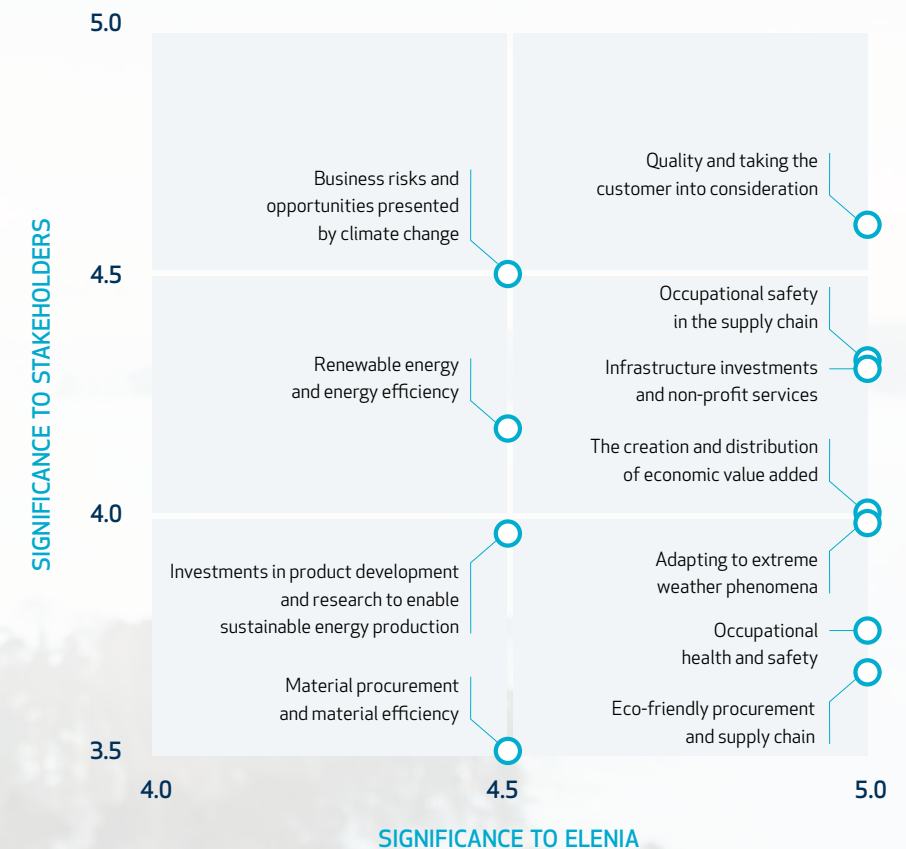 5.0
Quality and taking the
customer into consideration
Business risks and
opportunities presented
by climate change
SIGNIFICANCE TO STAKEHOLDERS
4.5
Occupational safety
in the supply chain
Renewable energy
and energy efficiency
Infrastructure investments
and non-profit services
The creation and distribution
of economic value added
4.0
Investments in product development
and research to enable
sustainable energy production
Adapting to extreme
weather phenomena
Occupational
health and safety
Material procurement
and material efficiency
Eco-friendly procurement
and supply chain
3.5
4.0
4.5
5.0
SIGNIFICANCE TO ELENIA